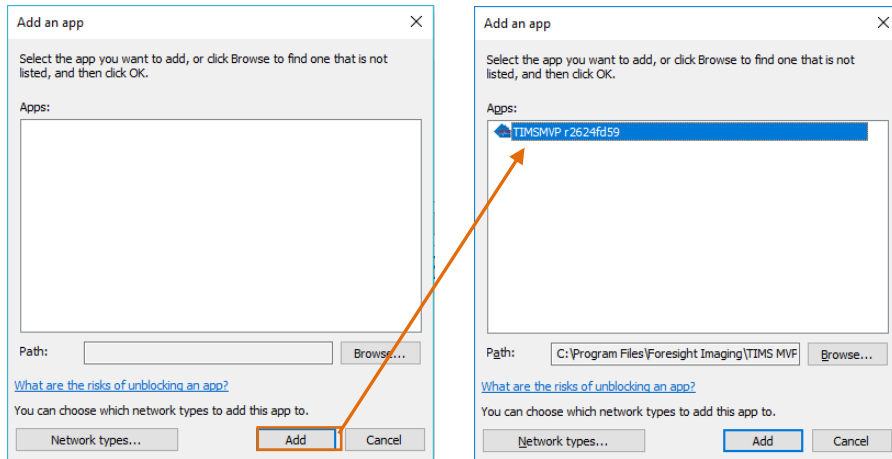 Add an app
Select the app you want to add, or click Browse to find one that is not
listed, and then click OK.
Apps:
Path:
Browse...
What are the risks of unblocking an app?
You can choose which network types to add this app to.
Network types...
Add
Cancel
Add an app
Select the app you want to add, or click Browse to find one that is not
listed, and then click OK.
Apps:
TIMSMVP r2624fd59
Path:
C:\Program Files\Foresight Imaging\TIMS MVP
Browse...
What are the risks of unblocking an app?
You can choose which network types to add this app to.
Network types...
Add
Cancel